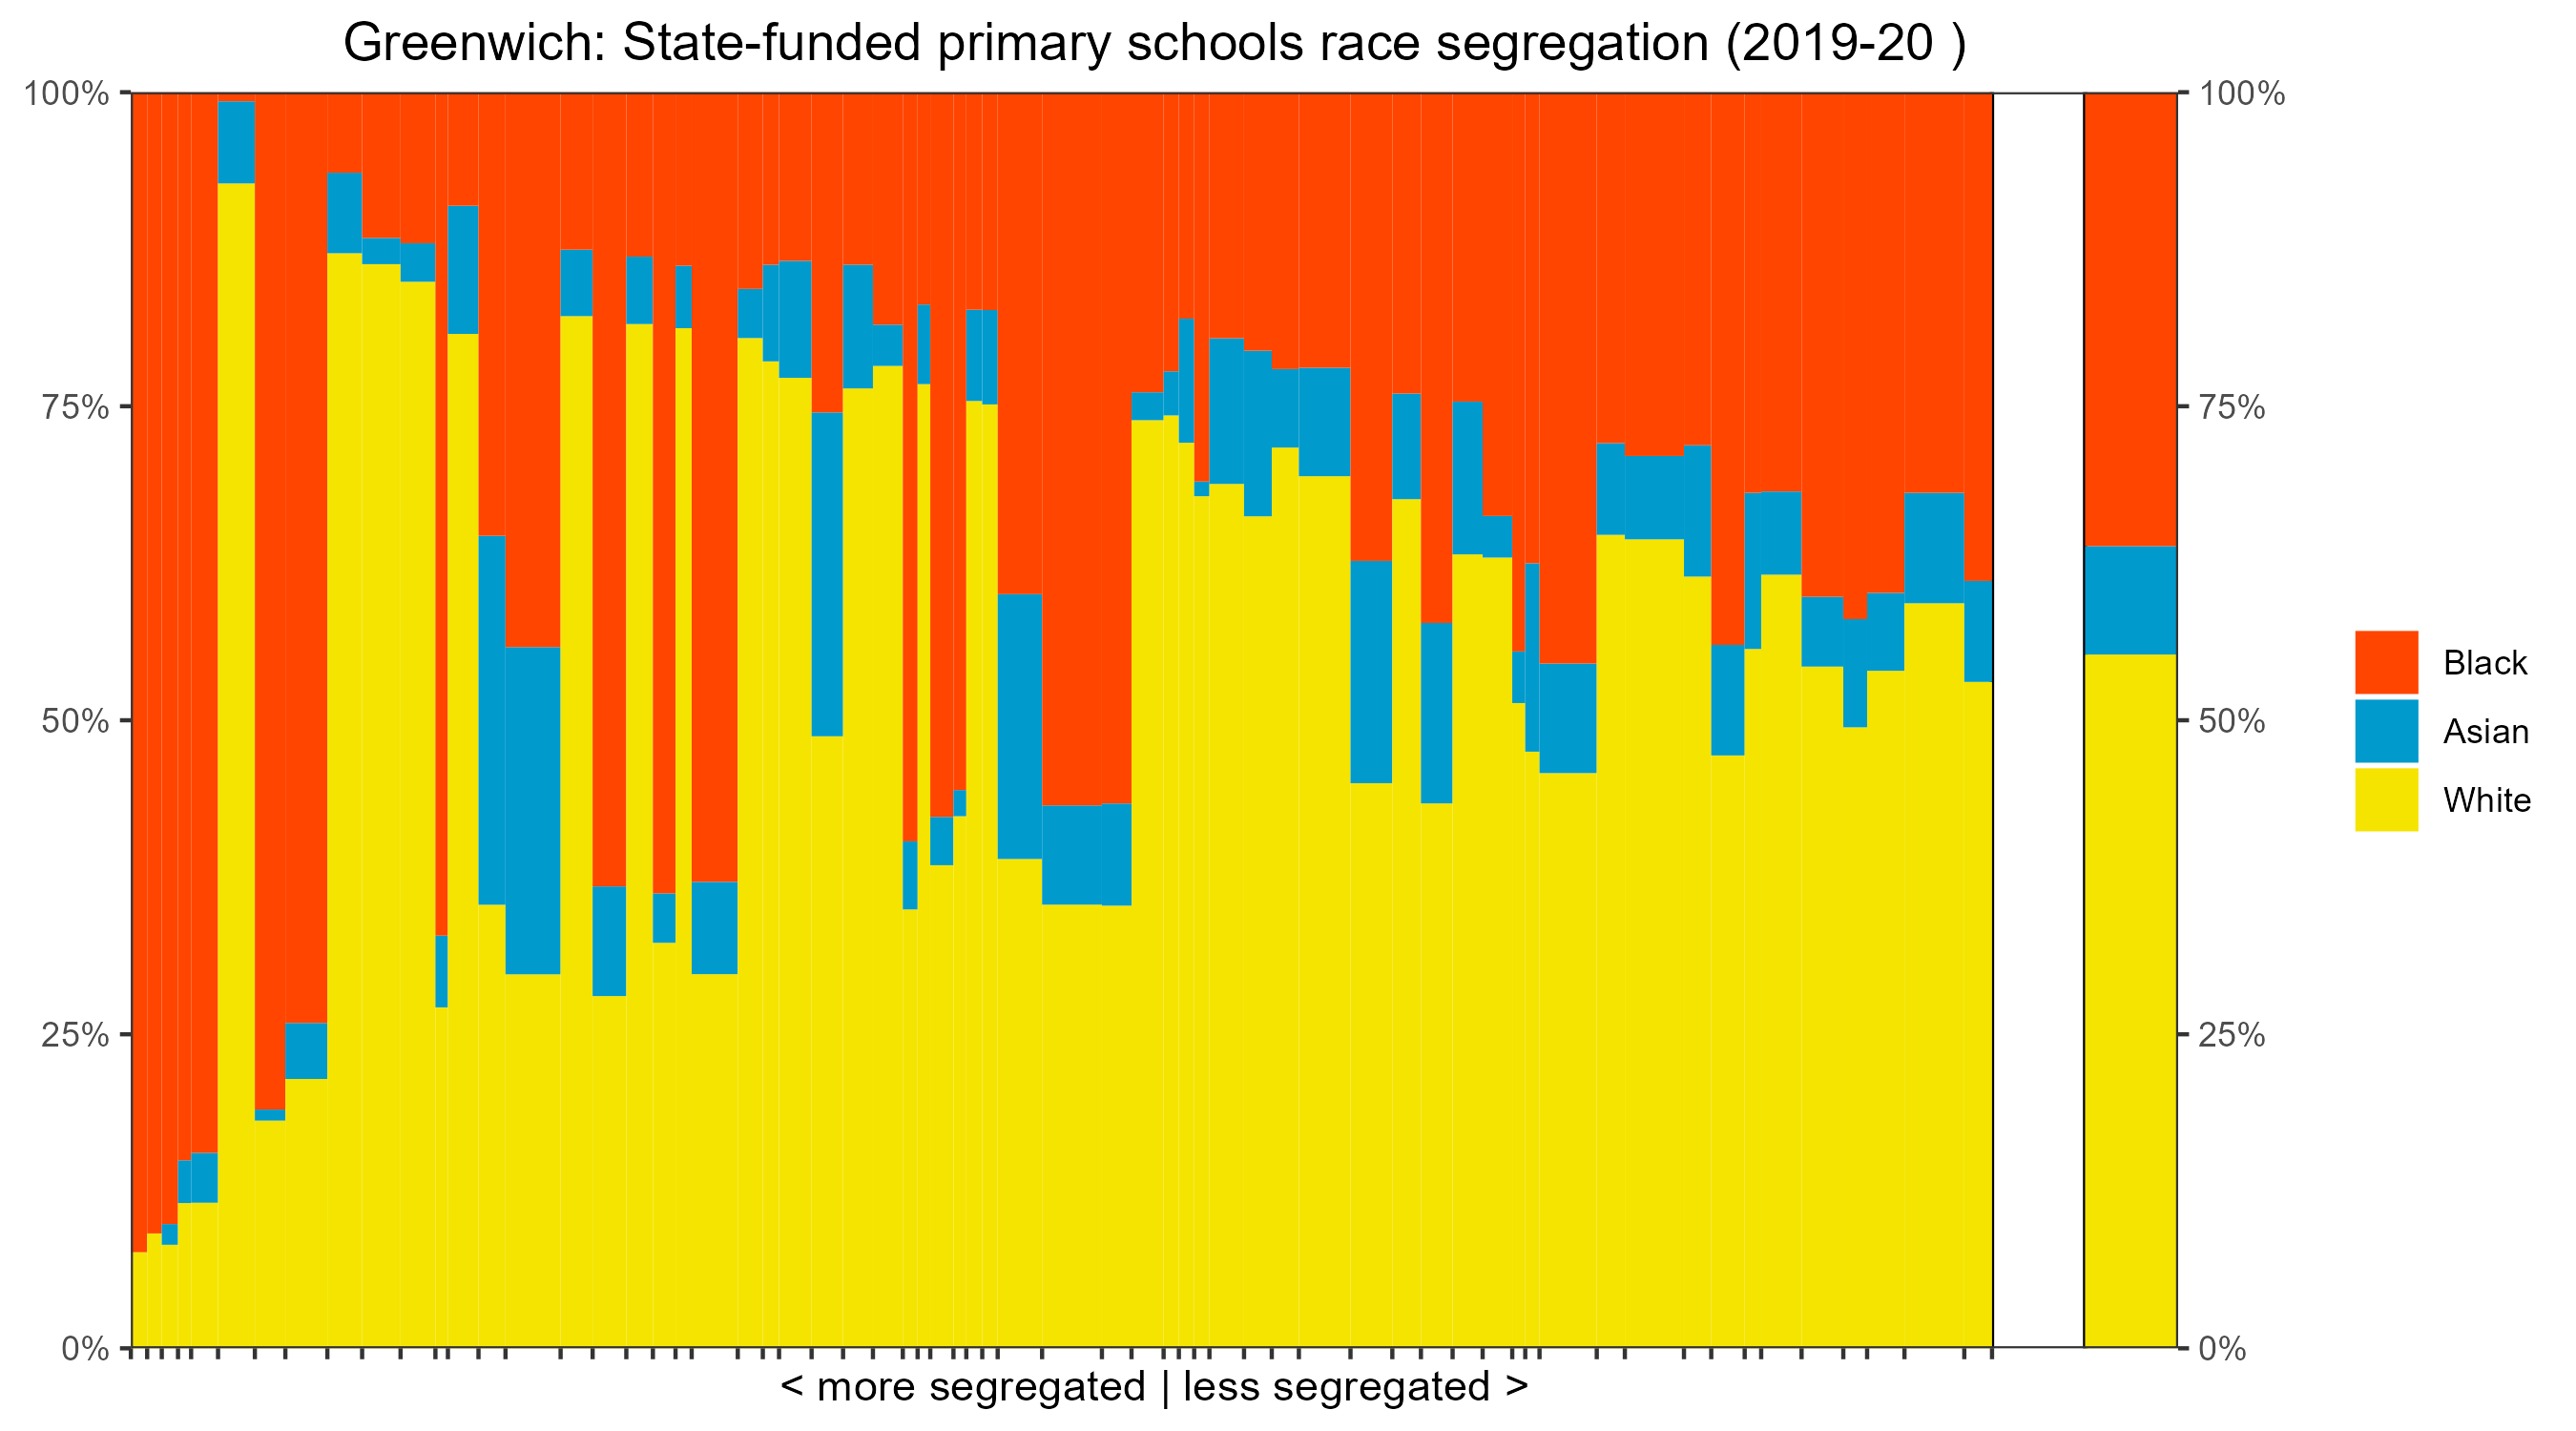 Greenwich: State-funded primary schools race segregation (2019-20 )
100%
75%
50%
25%
0%
100%
75%
50%
25%
0%
Black
Asian
White
< more segregated | less segregated >